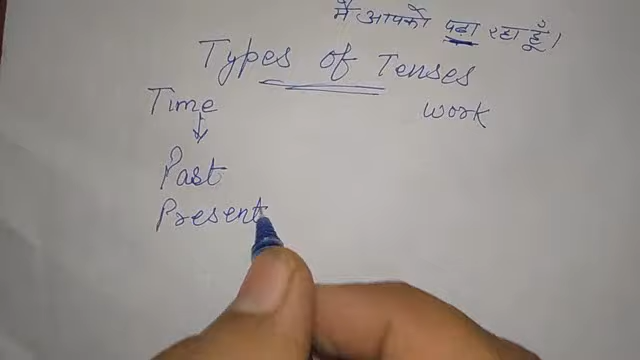 मैं आपको पढ़ा रहा हूँ।
Types of Tenses
Time work
↓
Past
Present